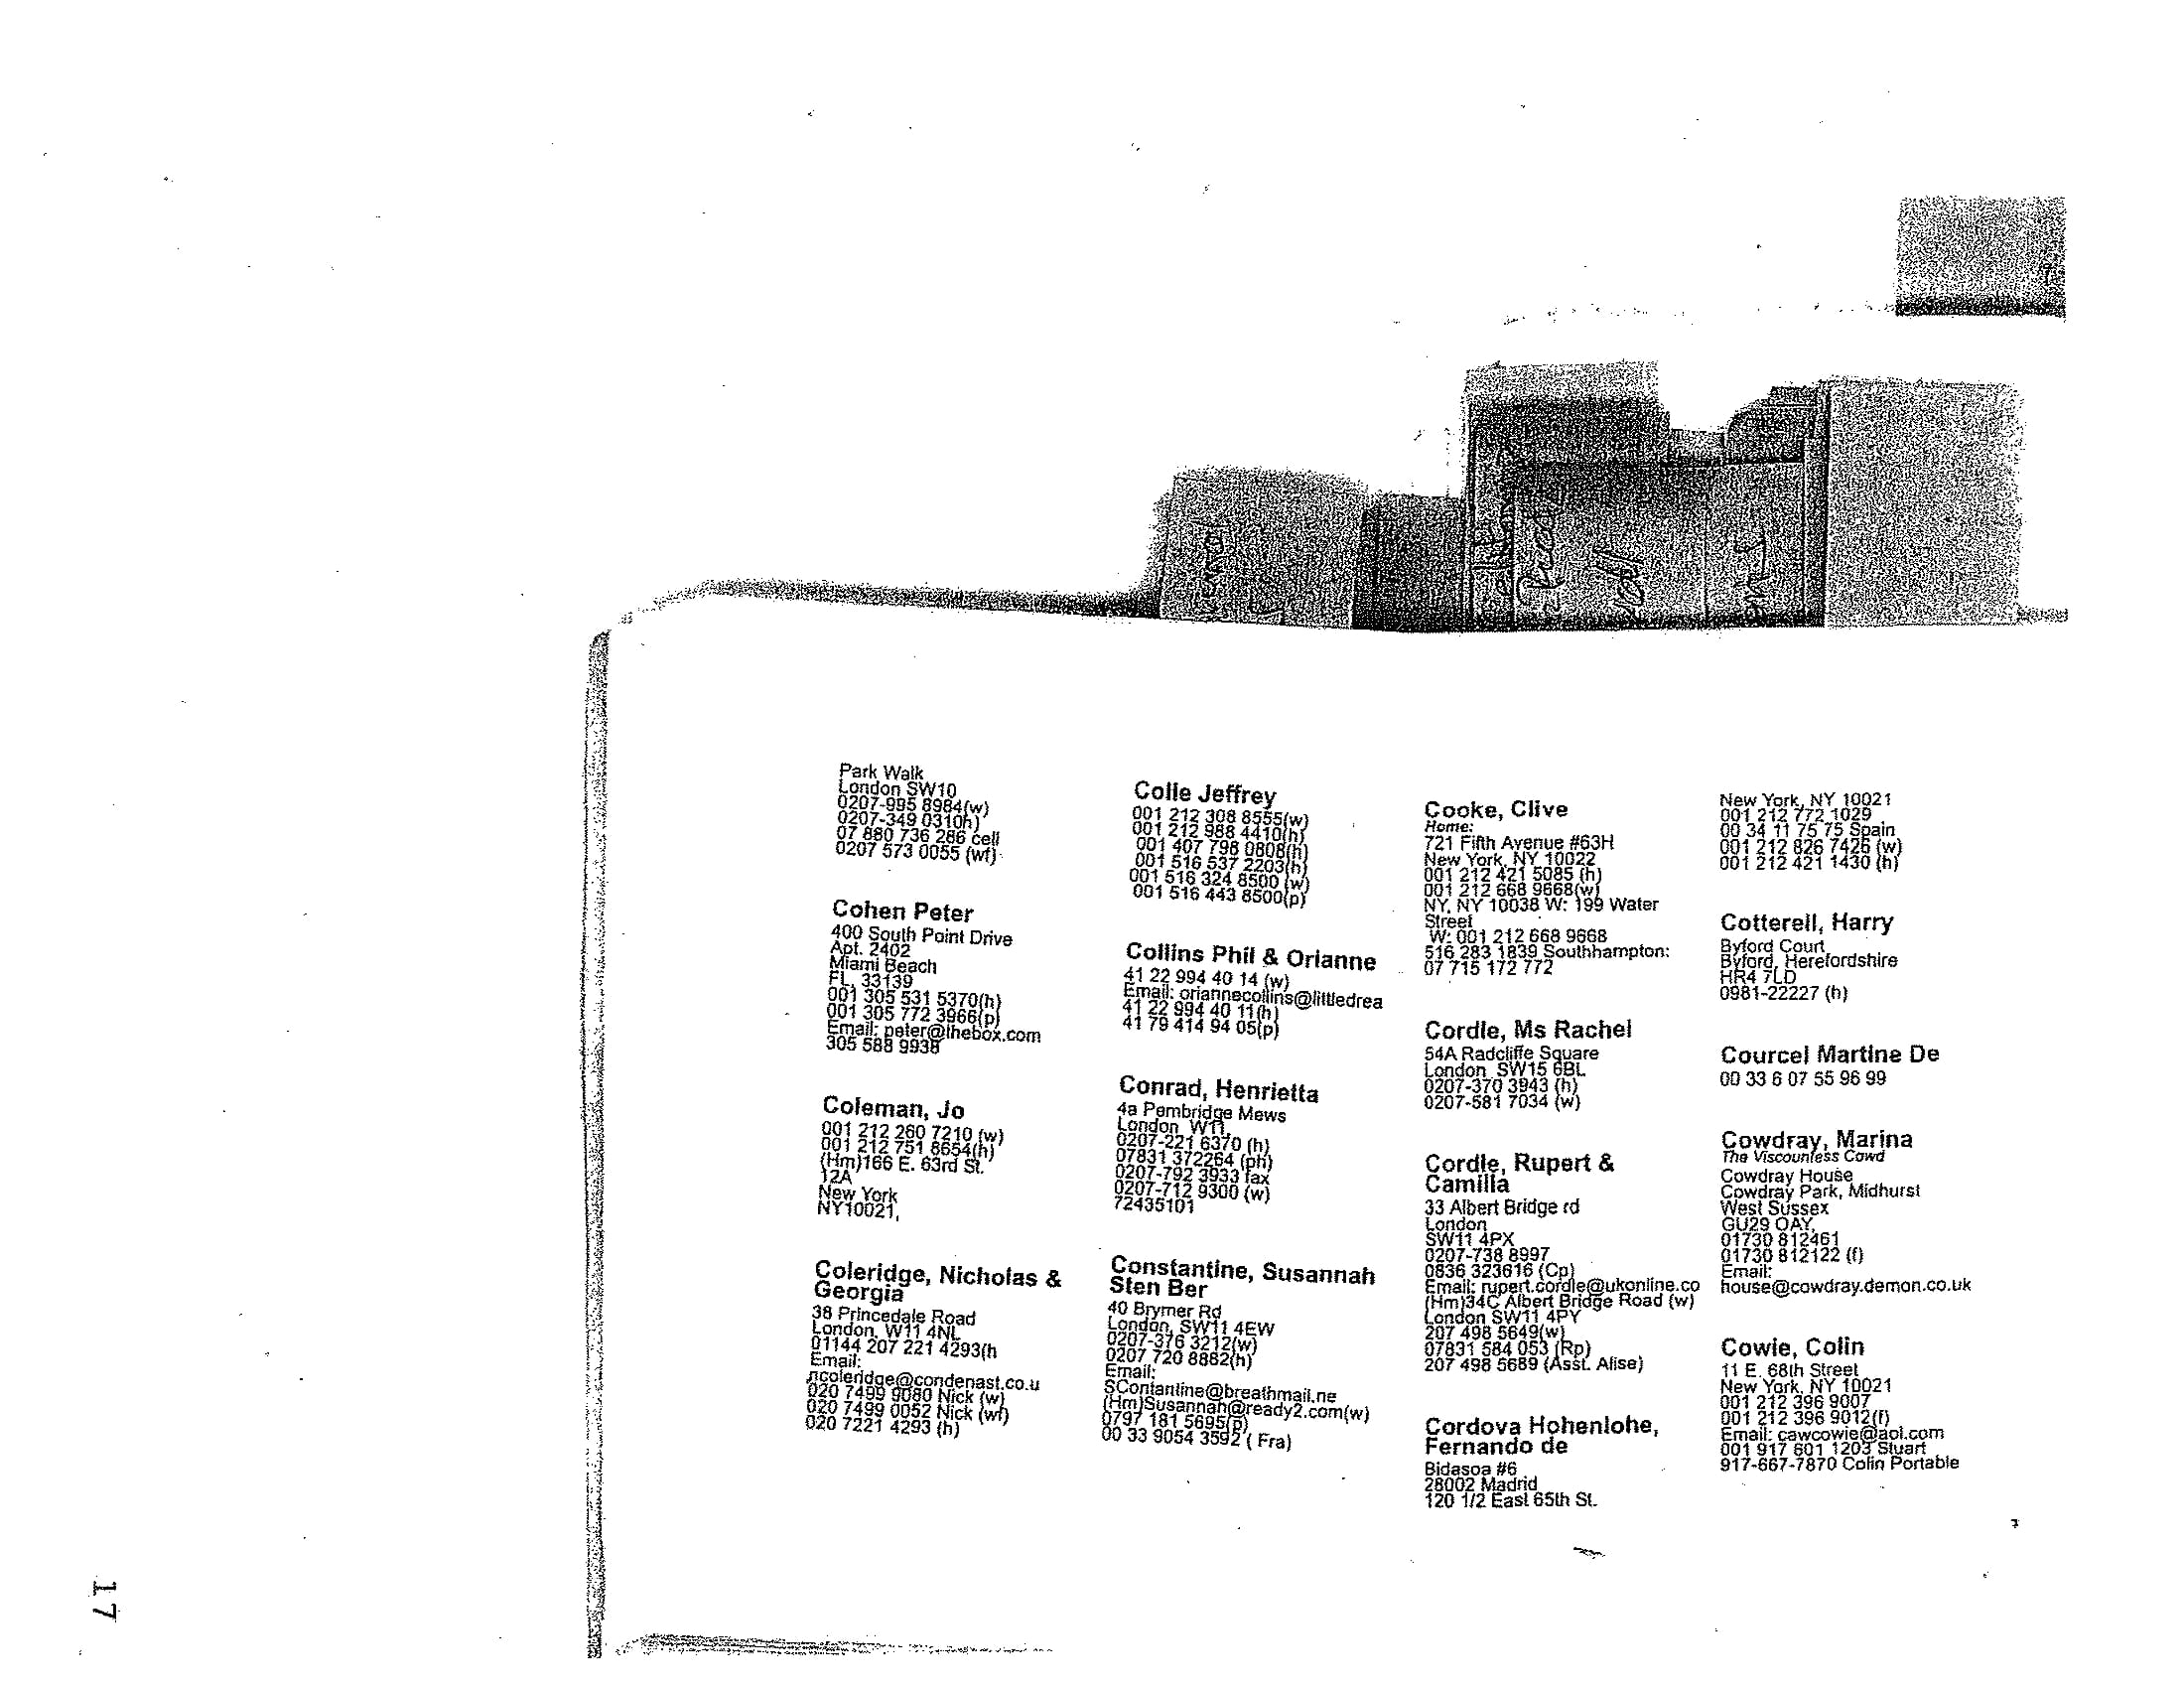 Park Walk
London SW10
0207-995 8984(w)
0207-349 0310h)
07 880 736 286 cell
0207 573 0055 (wf)
Cohen Peter
400 South Point Drive
Apt. 2402
Miami Beach
FL, 33139
001 305 531 5370(h)
001 305 772 3966(p)
Email: peter@thebox.com
305 588 9938
Coleman, Jo
001 212 260 7210 (w)
001 212 751 8654(h)
(Hm)166 E. 63rd St.
12A
New York
NY10021,
Coleridge, Nicholas &
Georgia
38 Princedale Road
London, W11 4NL
01144 207 221 4293(h
Email:
ncoleridge@condenast.co.u
020 7499 9080 Nick (w)
020 7499 0052 Nick (wf)
020 7221 4293 (h)
Colle Jeffrey
001 212 308 8555(w)
001 212 988 4410(h)
001 407 798 0808(h)
001 516 537 2203(h)
001 516 324 8500 (w)
001 516 443 8500(p)
Collins Phil & Orianne
41 22 994 40 14 (w)
Email: oriannecollins@littledrea
41 22 994 40 11(h)
41 79 414 94 05(p)
Conrad, Henrietta
4a Pembridge Mews
London W11,
0207-221 6370 (h)
07831 372264 (ph)
0207-792 3933 fax
0207-712 9300 (w)
72435101
Constantine, Susannah
Sten Ber
40 Brymer Rd
London, SW11 4EW
0207-376 3212(w)
0207 720 8882(h)
Email:
SContantine@breathmail.ne
(Hm)Susannah@ready2.com(w)
0797 181 5695(p)
00 33 9054 3592 ( Fra)
Cooke, Clive
Home:
721 Fifth Avenue #63H
New York, NY 10022
001 212 421 5085 (h)
001 212 668 9668(w)
NY, NY 10038 W: 199 Water
Street
W: 001 212 668 9668
516 283 1839 Southhampton:
07 715 172 772
Cordle, Ms Rachel
54A Radcliffe Square
London SW15 6BL
0207-370 3943 (h)
0207-581 7034 (w)
Cordle, Rupert &
Camilla
33 Albert Bridge rd
London
SW11 4PX
0207-738 8997
0836 323616 (Cp)
Email: rupert.cordle@ukonline.co
(Hm)34C Albert Bridge Road (w)
London SW11 4PY
207 498 5649(w)
07831 584 053 (Rp)
207 498 5689 (Asst. Alise)
Cordova Hohenlohe,
Fernando de
Bidasoa #6
28002 Madrid
120 1/2 East 65th St.
New York, NY 10021
001 212 772 1029
00 34 11 75 75 Spain
001 212 826 7426 (w)
001 212 421 1430 (h)
Cotterell, Harry
Byford Court
Byford, Herefordshire
HR4 7LD
0981-22227 (h)
Courcel Martine De
00 33 6 07 55 96 99
Cowdray, Marina
The Viscountess Cowd
Cowdray House
Cowdray Park, Midhurst
West Sussex
GU29 OAY,
01730 812461
01730 812122 (f)
Email:
house@cowdray.demon.co.uk
Cowie, Colin
11 E. 68th Street
New York, NY 10021
001 212 396 9007
001 212 396 9012(f)
Email: cawcowie@aol.com
001 917 601 1203 Stuart
917-667-7870 Colin Portable
17